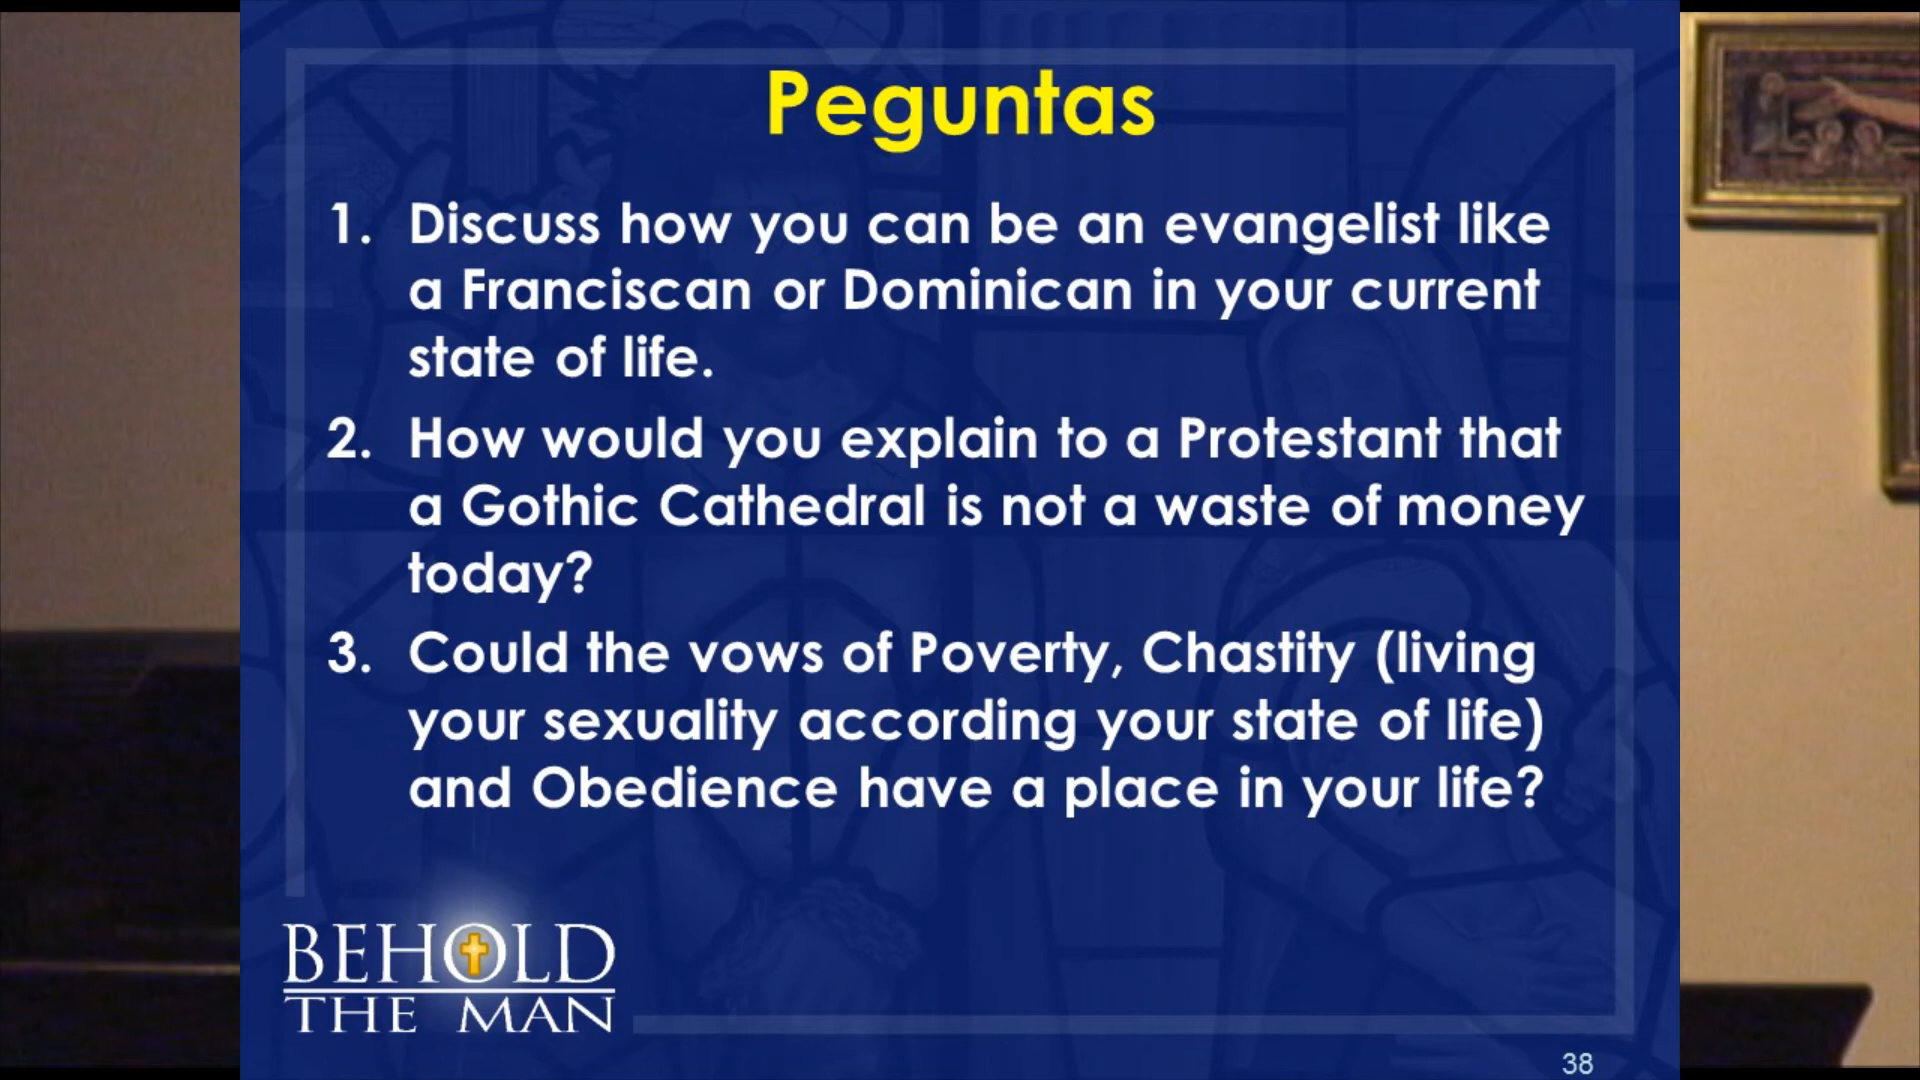 Peguntas
1. Discuss how you can be an evangelist like
a Franciscan or Dominican in your current
state of life.
2. How would you explain to a Protestant that
a Gothic Cathedral is not a waste of money
today?
3. Could the vows of Poverty, Chastity (living
your sexuality according your state of life)
and Obedience have a place in your life?
BEHOLD
THE MAN
38